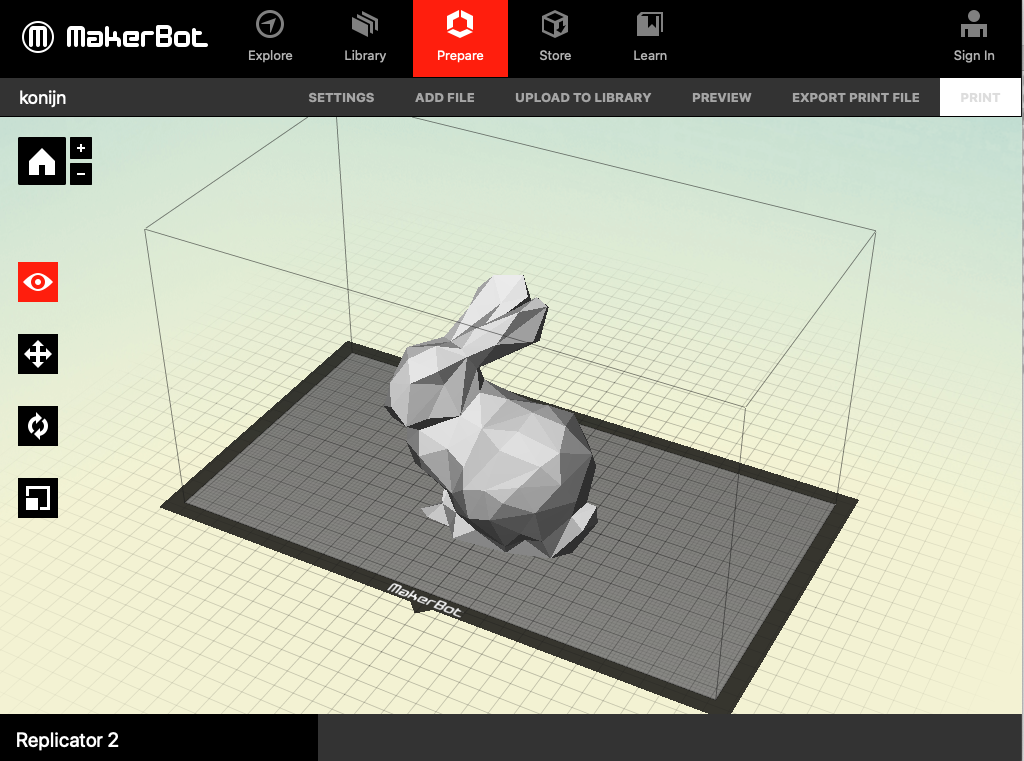 MakerBot
Explore
Library
Prepare
Store
Learn
Sign In
konijn
SETTINGS
ADD FILE
UPLOAD TO LIBRARY
PREVIEW
EXPORT PRINT FILE
PRINT
+
-
MakerBot
Replicator 2